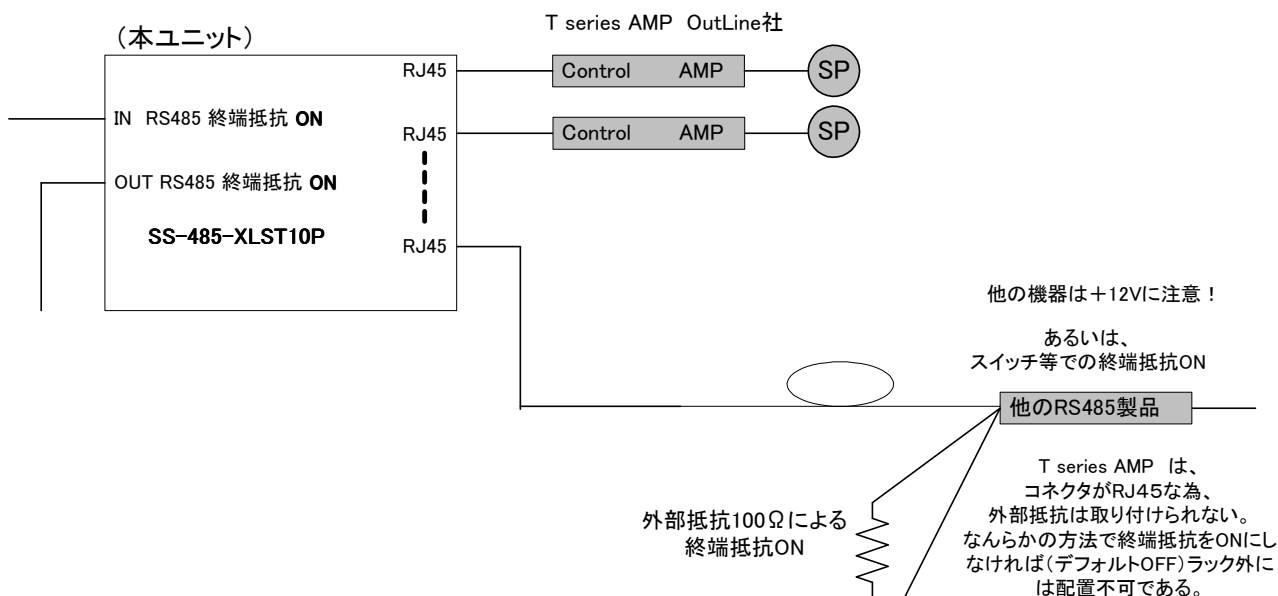 T series AMP OutLine社
（本ユニット）
RJ45
Control AMP
SP
IN RS485 終端抵抗 ON
RJ45
Control AMP
SP
OUT RS485 終端抵抗 ON
SS-485-XLST10P
RJ45
他の機器は＋12Vに注意！
あるいは、
スイッチ等での終端抵抗ON
他のRS485製品
T series AMP は、
コネクタがRJ４５な為、
外部抵抗は取り付けられない。
なんらかの方法で終端抵抗をONにし
なければ（デフォルトOFF）ラック外に
は配置不可である。
外部抵抗100Ωによる
終端抵抗ON